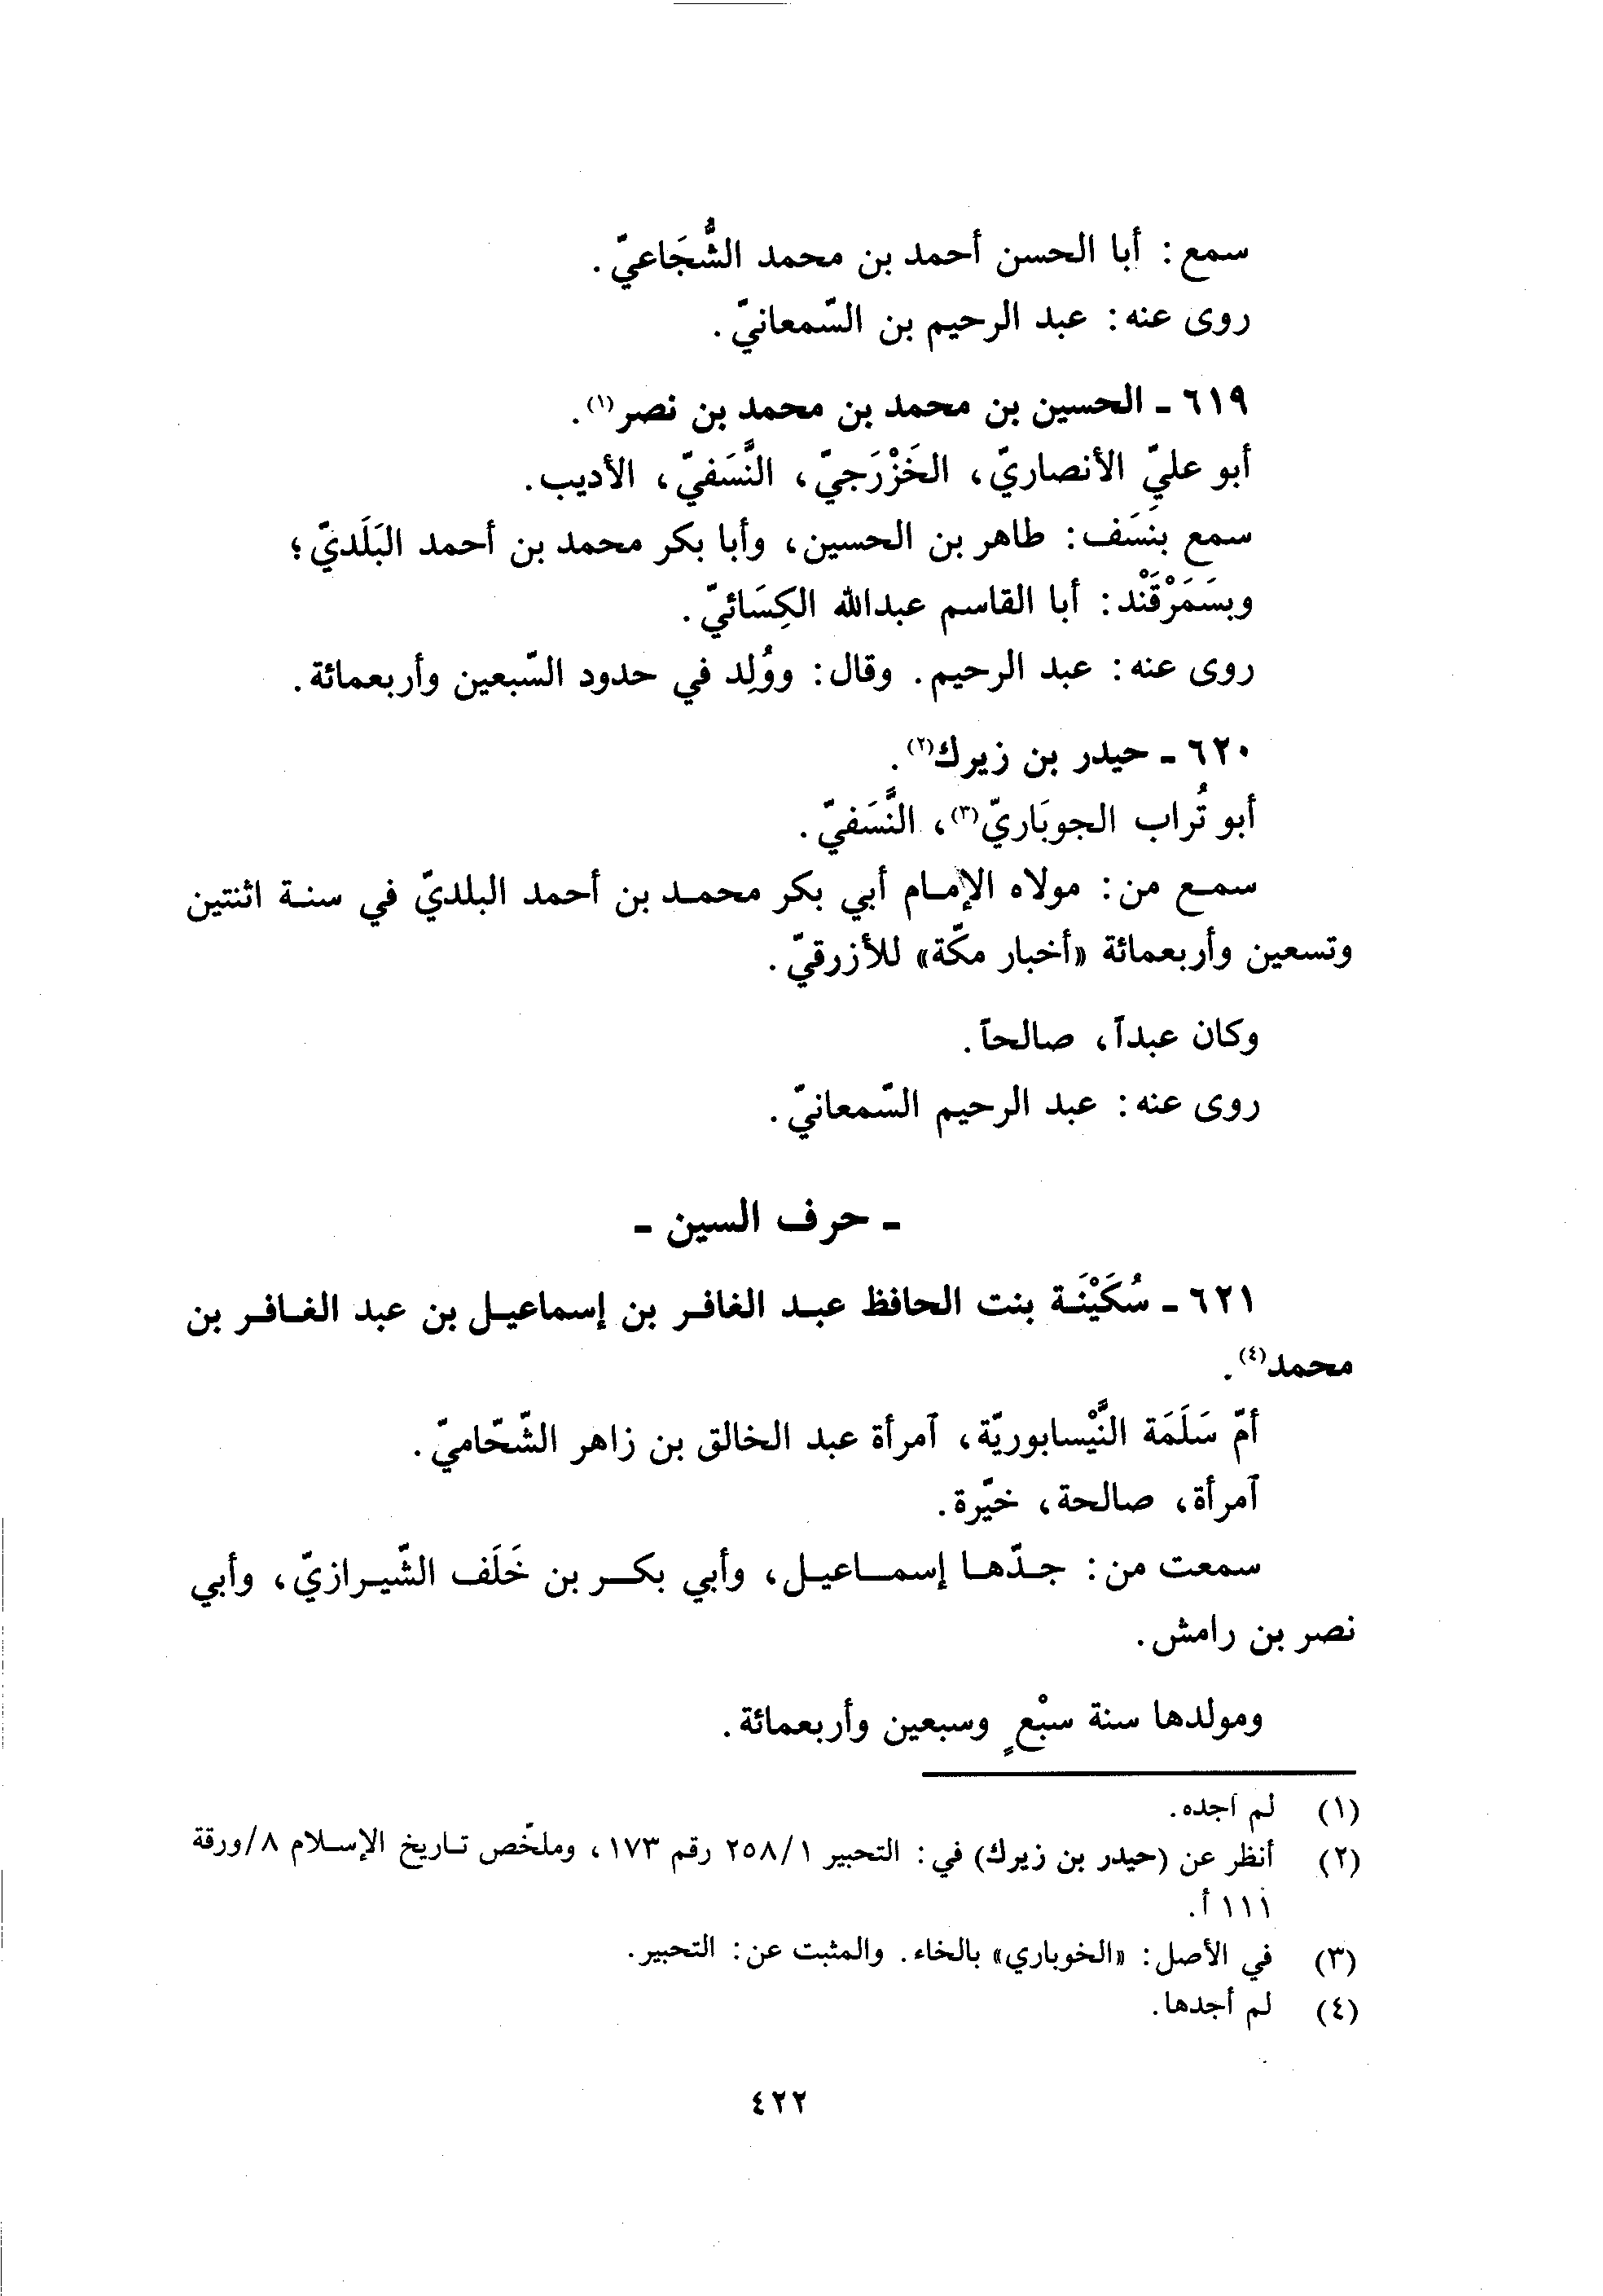 سمع: أبا الحسن أحمد بن محمد الشُّجَاعيّ.
روى عنه: عبد الرحيم بن السّمعانيّ.
٦١٩ ـ الحسين بن محمد بن محمد بن نصر(١).
أبو عليّ الأنصاريّ، الخَزْرَجيّ، النَّسَفيّ، الأديب.
سمع بنَسَف: طاهر بن الحسين، وأبا بكر محمد بن أحمد البَلَديّ؛
وبسَمَرْقَنْد: أبا القاسم عبدالله الكِسَائيّ.
روى عنه: عبد الرحيم. وقال: ووُلِد في حدود السّبعين وأربعمائة.
٦٢٠ ـ حيدر بن زيرك(٢).
أبو تُراب الجوبَاريّ(٣)، النَّسَفيّ.
سمع من: مولاه الإمام أبي بكر محمد بن أحمد البلديّ في سنة اثنتين
وتسعين وأربعمائة «أخبار مكّة» للأزرقيّ.
وكان عبداً، صالحاً.
روى عنه: عبد الرحيم السّمعانيّ.
ـ حرف السين ـ
٦٢١ ـ سُكَيْنَة بنت الحافظ عبد الغافر بن إسماعيل بن عبد الغافر بن
محمد(٤).
أمّ سَلَمَة النَّيْسابوريّة، آمرأة عبد الخالق بن زاهر الشّحّاميّ.
آمرأة، صالحة، خيّرة.
سمعت من: جدّها إسماعيل، وأبي بكر بن خَلَف الشّيرازيّ، وأبي
نصر بن رامش.
ومولدها سنة سبْعٍ وسبعين وأربعمائة.
(١) لم أجده.
(٢) أنظر عن (حيدر بن زيرك) في: التحبير ٢٥٨/١ رقم ١٧٣، وملخّص تاريخ الإسلام ٨/ورقة
١١١ أ.
(٣) في الأصل: «الخوباري» بالخاء. والمثبت عن: التحبير.
(٤) لم أجدها.
٤٢٢